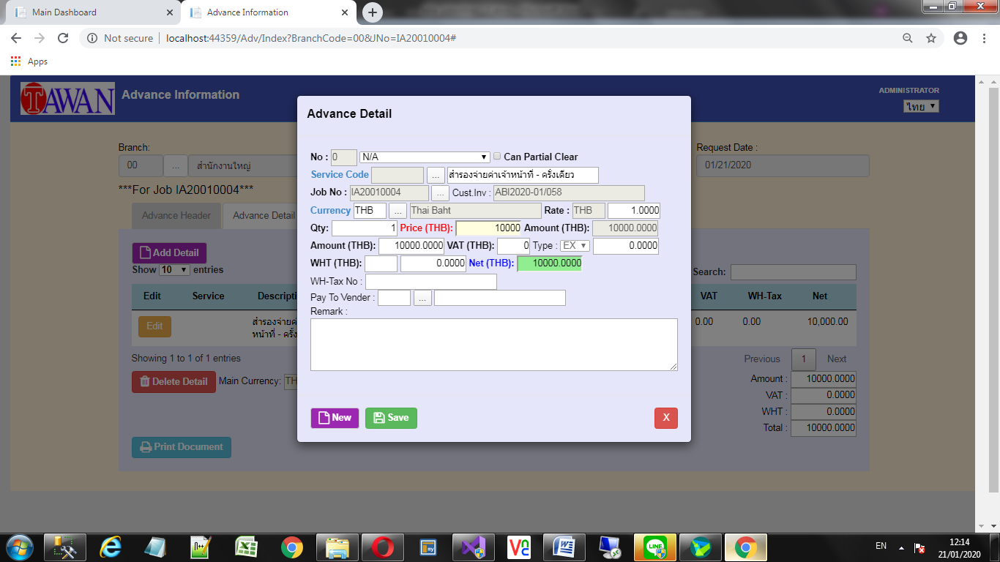 Main Dashboard
Advance Information
Not secure
localhost:44359/Adv/Index?BranchCode=00&JNo=IA20010004#
Apps
TAWAN
Advance Information
ADMINISTRATOR
ไทย
Branch:
00
...
สำนักงานใหญ่
Request Date :
01/21/2020
***For Job IA20010004***
Advance Header
Advance Detail
Add Detail
Show 10 entries
Search:
Edit
Service
Descripti
VAT
WH-Tax
Net
Edit
สำรองจ่ายค่
หน้าที่ - ครั้ง
0.00
0.00
10,000.00
Showing 1 to 1 of 1 entries
Previous
1
Next
Delete Detail
Main Currency:
TH
Amount :
10000.0000
VAT :
0.0000
WHT :
0.0000
Total :
10000.0000
Print Document
Advance Detail
No : 0 N/A Can Partial Clear
Service Code ... สำรองจ่ายค่าเจ้าหน้าที่ - ครั้งเดียว
Job No : IA20010004 ... Cust.Inv : ABI2020-01/058
Currency THB ... Thai Baht Rate : THB 1.0000
Qty: 1 Price (THB): 10000 Amount (THB): 10000.0000
Amount (THB): 10000.0000 VAT (THB): 0 Type : EX 0.0000
WHT (THB): 0.0000 Net (THB): 10000.0000
WH-Tax No :
Pay To Vender : ...
Remark :
New
Save
X
EN
12:14
21/01/2020